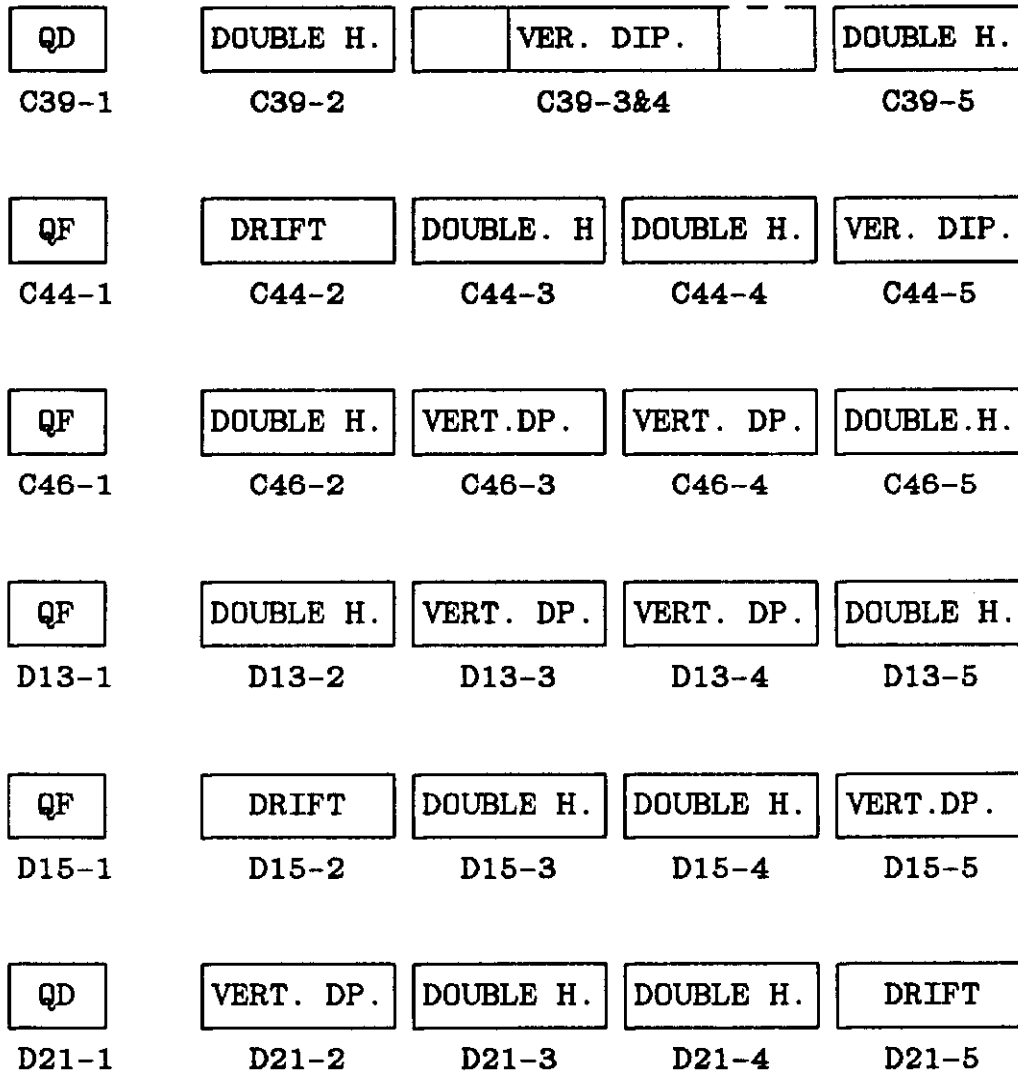 QD DOUBLE H. VER. DIP. DOUBLE H.
C39-1 C39-2 C39-3&4 C39-5
QF DRIFT DOUBLE. H DOUBLE H. VER. DIP.
C44-1 C44-2 C44-3 C44-4 C44-5
QF DOUBLE H. VERT.DP. VERT. DP. DOUBLE.H.
C46-1 C46-2 C46-3 C46-4 C46-5
QF DOUBLE H. VERT. DP. VERT. DP. DOUBLE H.
D13-1 D13-2 D13-3 D13-4 D13-5
QF DRIFT DOUBLE H. DOUBLE H. VERT.DP.
D15-1 D15-2 D15-3 D15-4 D15-5
QD VERT. DP. DOUBLE H. DOUBLE H. DRIFT
D21-1 D21-2 D21-3 D21-4 D21-5